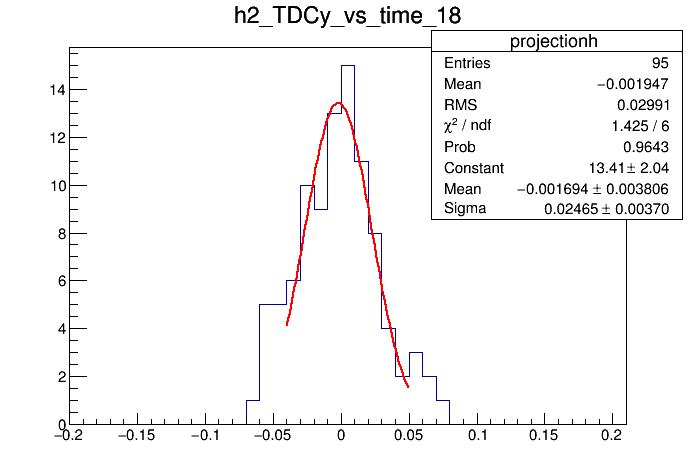 h2_TDCy_vs_time_18
projectionh
Entries 95
Mean −0.001947
RMS 0.02991
χ² / ndf 1.425 / 6
Prob 0.9643
Constant 13.41 ± 2.04
Mean −0.001694 ± 0.003806
Sigma 0.02465 ± 0.00370
14
12
10
8
6
4
2
0
−0.2 −0.15 −0.1 −0.05 0 0.05 0.1 0.15 0.2